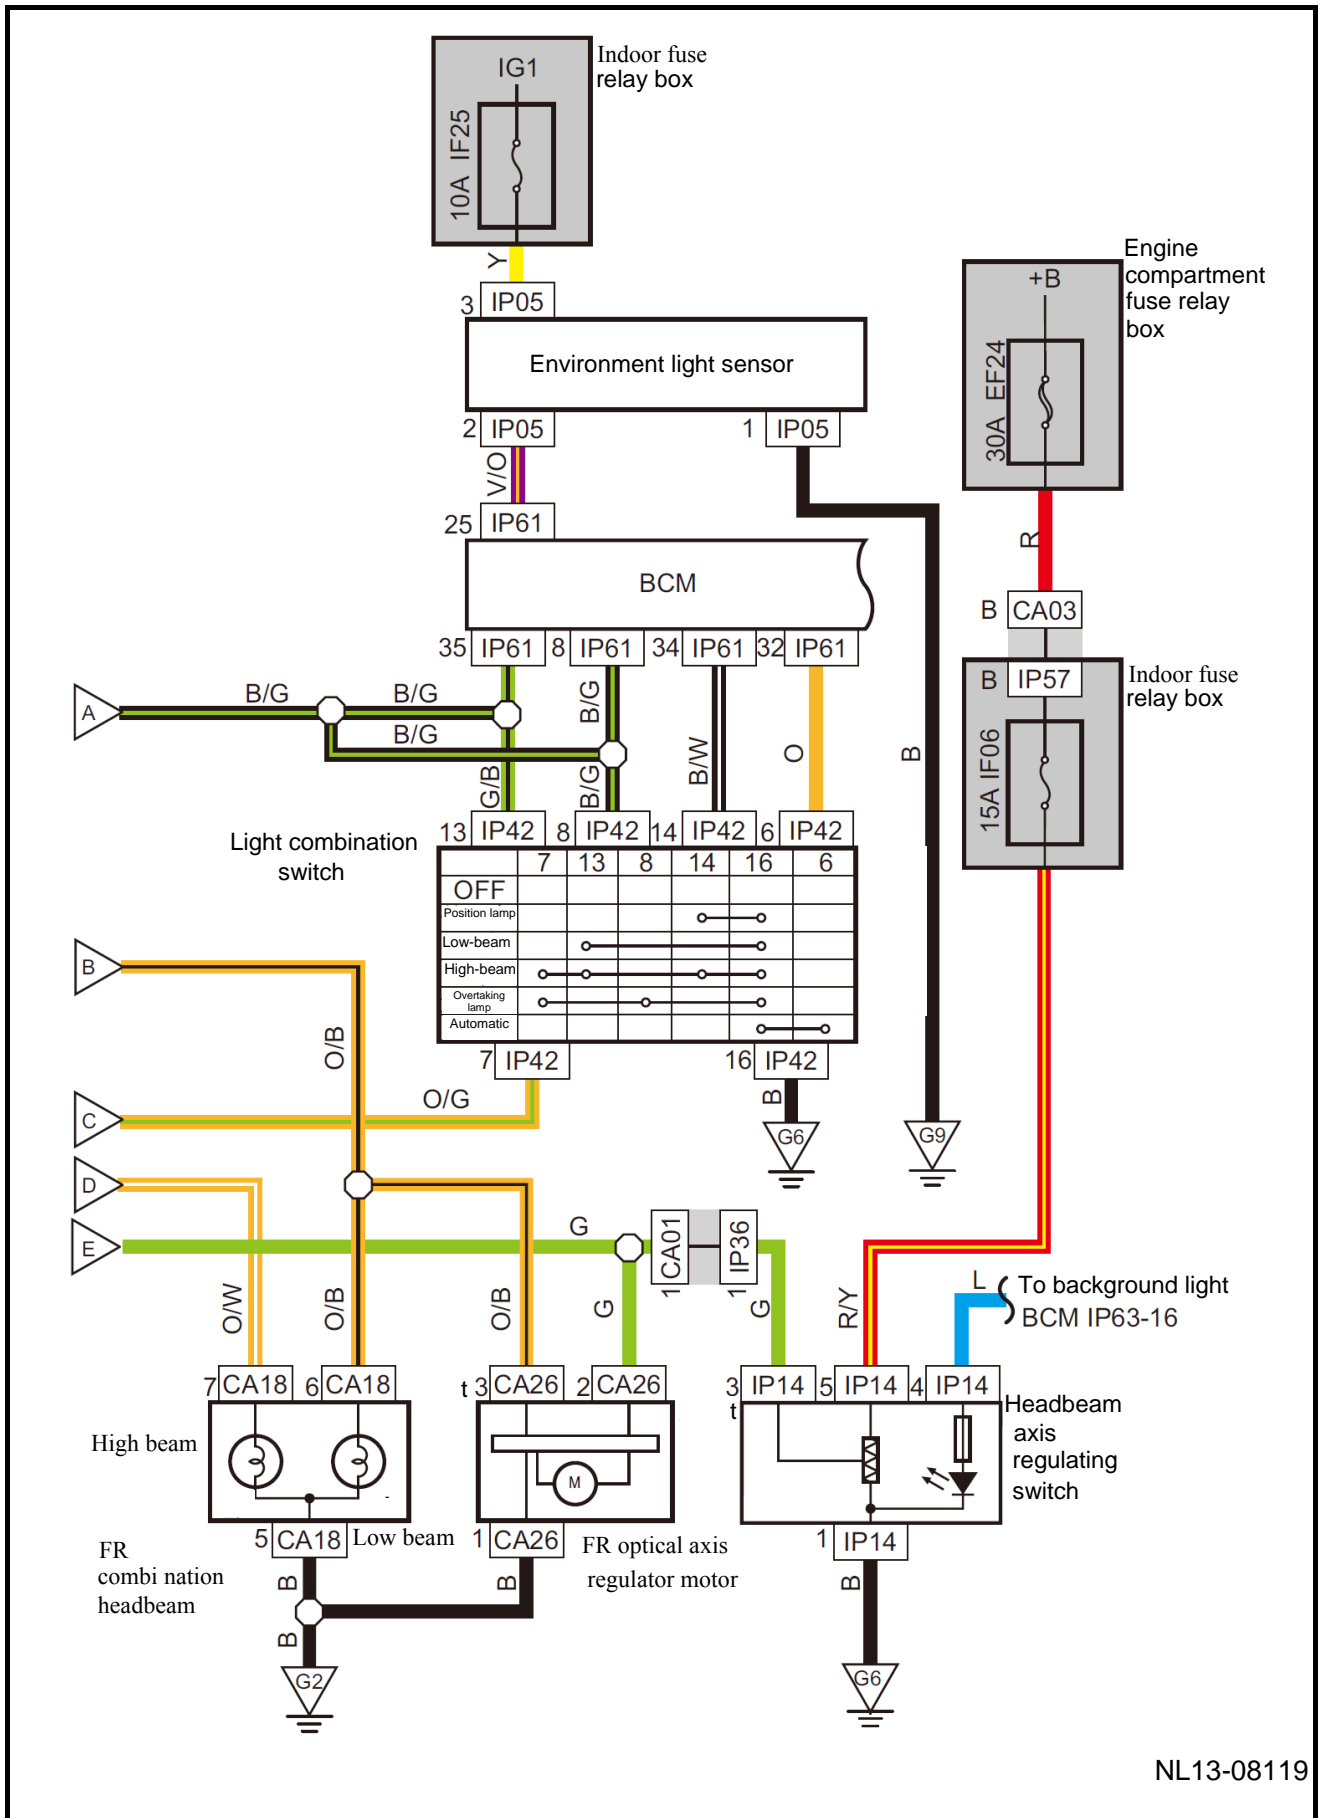 Indoor fuse
relay box
IG1
10A IF25
Y
3 IP05
Environment light sensor
2 IP05
1 IP05
V/O
25 IP61
BCM
35 IP61
8 IP61
34 IP61
32 IP61
Engine
compartment
fuse relay
box
+B
30A EF24
R
B CA03
B IP57
Indoor fuse
relay box
15A IF06
A
B/G
B/G
B/G
B/G
G/B
B/G
B/W
O
B
13 IP42
8 IP42
14 IP42
6 IP42
Light combination
switch
7 13 8 14 16 6
OFF
Position lamp
Low-beam
High-beam
Overtaking
lamp
Automatic
7 IP42
16 IP42
B
O/B
O/G
B
G6
G9
C
D
E
G
CA01
1
IP36
1
O/W
O/B
O/B
G
G
R/Y
L
To background light
BCM IP63-16
7 CA18
6 CA18
t 3 CA26
2 CA26
3 IP14
t
5 IP14
4 IP14
High beam
M
Headbeam
axis
regulating
switch
5 CA18
Low beam
1 CA26
FR optical axis
regulator motor
1 IP14
FR
combi nation
headbeam
B
B
B
B
G2
G6
NL13-08119